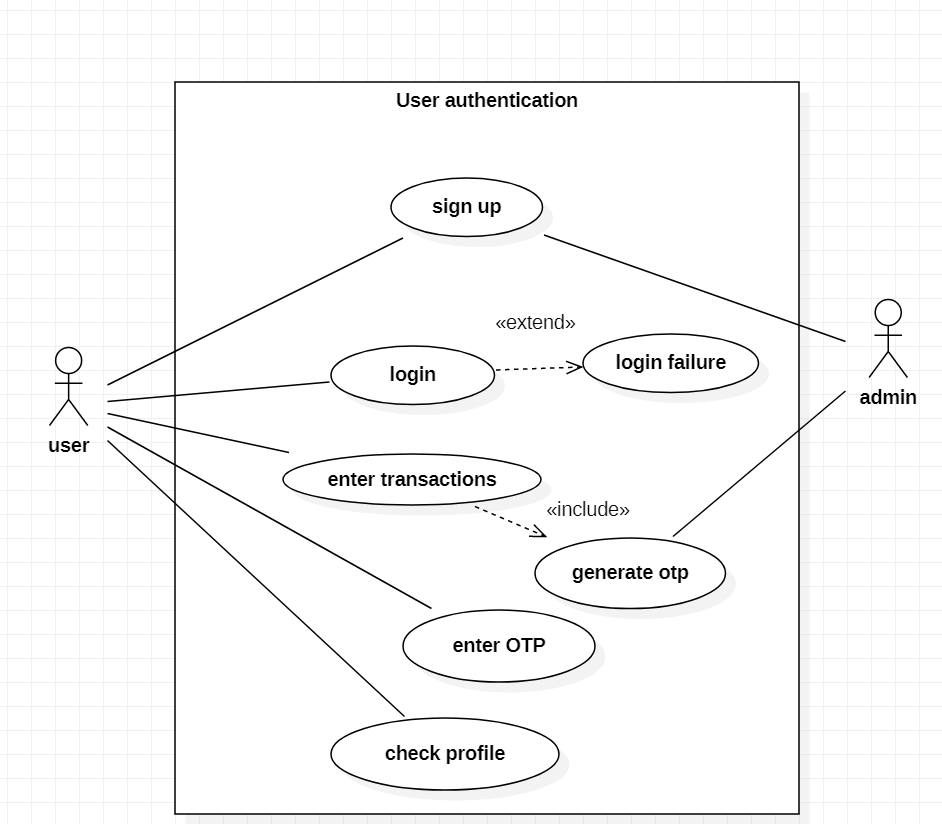 User authentication
sign up
«extend»
login
login failure
user
admin
enter transactions
«include»
generate otp
enter OTP
check profile